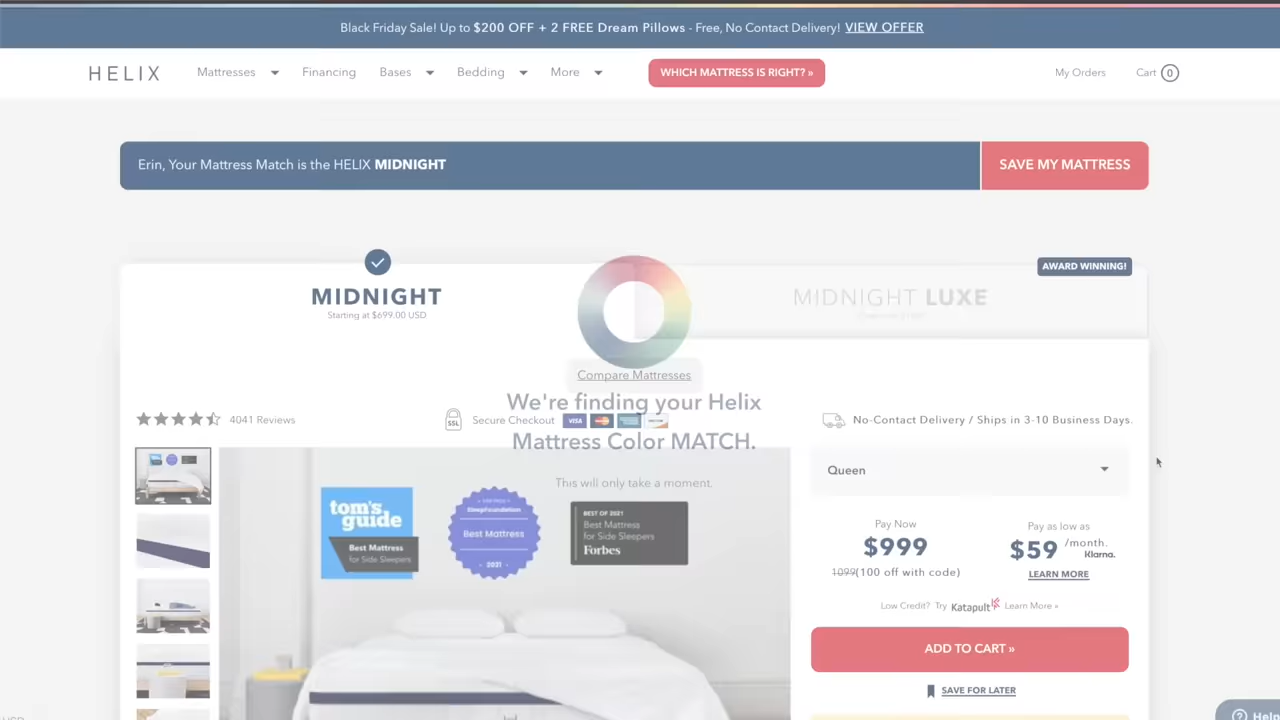 Black Friday Sale! Up to $200 OFF + 2 FREE Dream Pillows - Free, No Contact Delivery! VIEW OFFER
HELIX
Mattresses
Financing
Bases
Bedding
More
WHICH MATTRESS IS RIGHT? »
My Orders
Cart 0
Erin, Your Mattress Match is the HELIX MIDNIGHT
SAVE MY MATTRESS
AWARD WINNING!
MIDNIGHT
Starting at $699.00 USD
MIDNIGHT LUXE
Compare Mattresses
We're finding your Helix
Mattress Color MATCH.
This will only take a moment.
4041 Reviews
SSL
Secure Checkout
VISA
No-Contact Delivery / Ships in 3-10 Business Days.
Queen
tom's
guide
Best Mattress
for Side Sleepers
SleepFoundation
Best Mattress
2021
BEST OF 2021
Best Mattress
for Side Sleepers
Forbes
Pay Now
$999
1099(100 off with code)
Pay as low as
$59 /month.
Klarna.
LEARN MORE
Low Credit? Try Katapult Learn More »
ADD TO CART »
SAVE FOR LATER
Help
USD